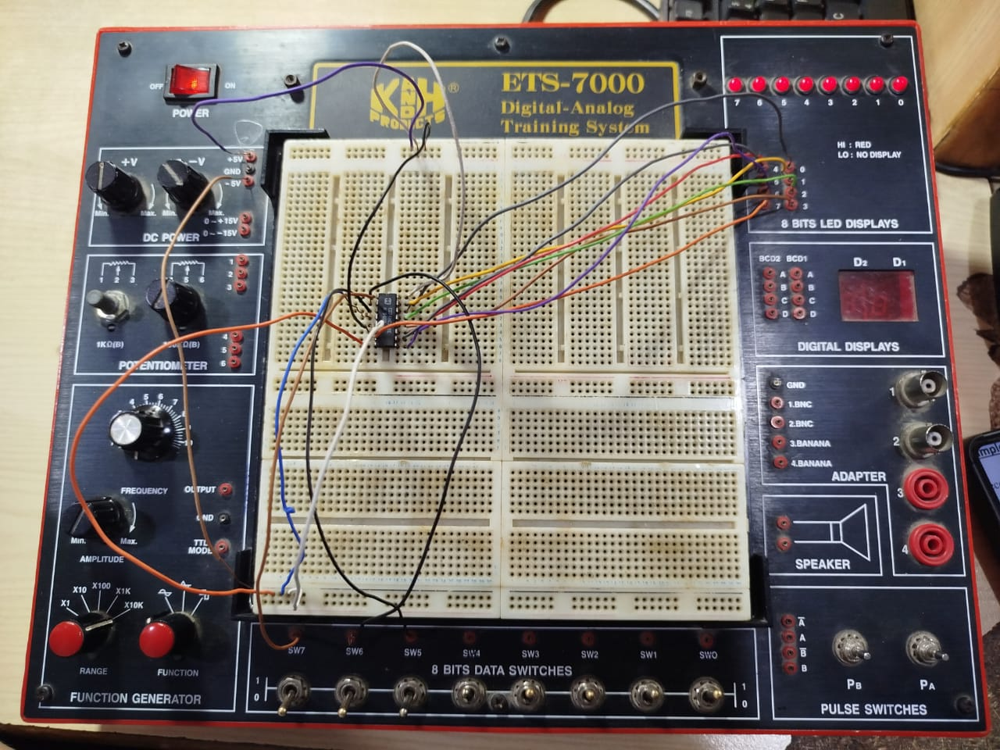 OFF
ON
POWER
K AND H ®
PRODUCTS
ETS-7000
Digital-Analog
Training System
7 6 5 4 3 2 1 0
HI : RED
LO : NO DISPLAY
4 0
5 1
2
7 3
8 BITS LED DISPLAYS
+V
-V
+5V
GND
-5V
Min.
Max.
Min.
Max.
0~+15V
0~-15V
DC POWER
1 2 3
5 6
1
2
3
1KΩ(B)
4
5
6
POTENTIOMETER
BCD2 BCD1
A A
B B
C C
D D
D2 D1
DIGITAL DISPLAYS
4 5 6 7
FREQUENCY
OUTPUT
GND
TTL
MODE
Min.
Max.
AMPLITUDE
X1
X10
X100
X1K
X10K
RANGE
FUNCTION
FUNCTION GENERATOR
GND
1.BNC
2.BNC
3.BANANA
4.BANANA
1
2
3
4
ADAPTER
SPEAKER
SW7 SW6 SW5 SW4 SW3 SW2 SW1 SW0
8 BITS DATA SWITCHES
1
0
1
0
A
A
B
B
PB
PA
PULSE SWITCHES